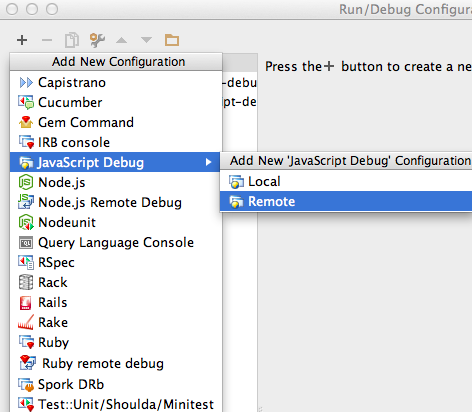 Run/Debug Configura
Add New Configuration
Press the + button to create a ne
Capistrano
-debu
Cucumber
ipt-de
Gem Command
IRB console
JavaScript Debug
Add New 'JavaScript Debug' Configuration
Node.js
Local
Node.js Remote Debug
Remote
Nodeunit
Query Language Console
RSpec
Rack
Rails
Rake
Ruby
Ruby remote debug
Spork DRb
Test::Unit/Shoulda/Minitest